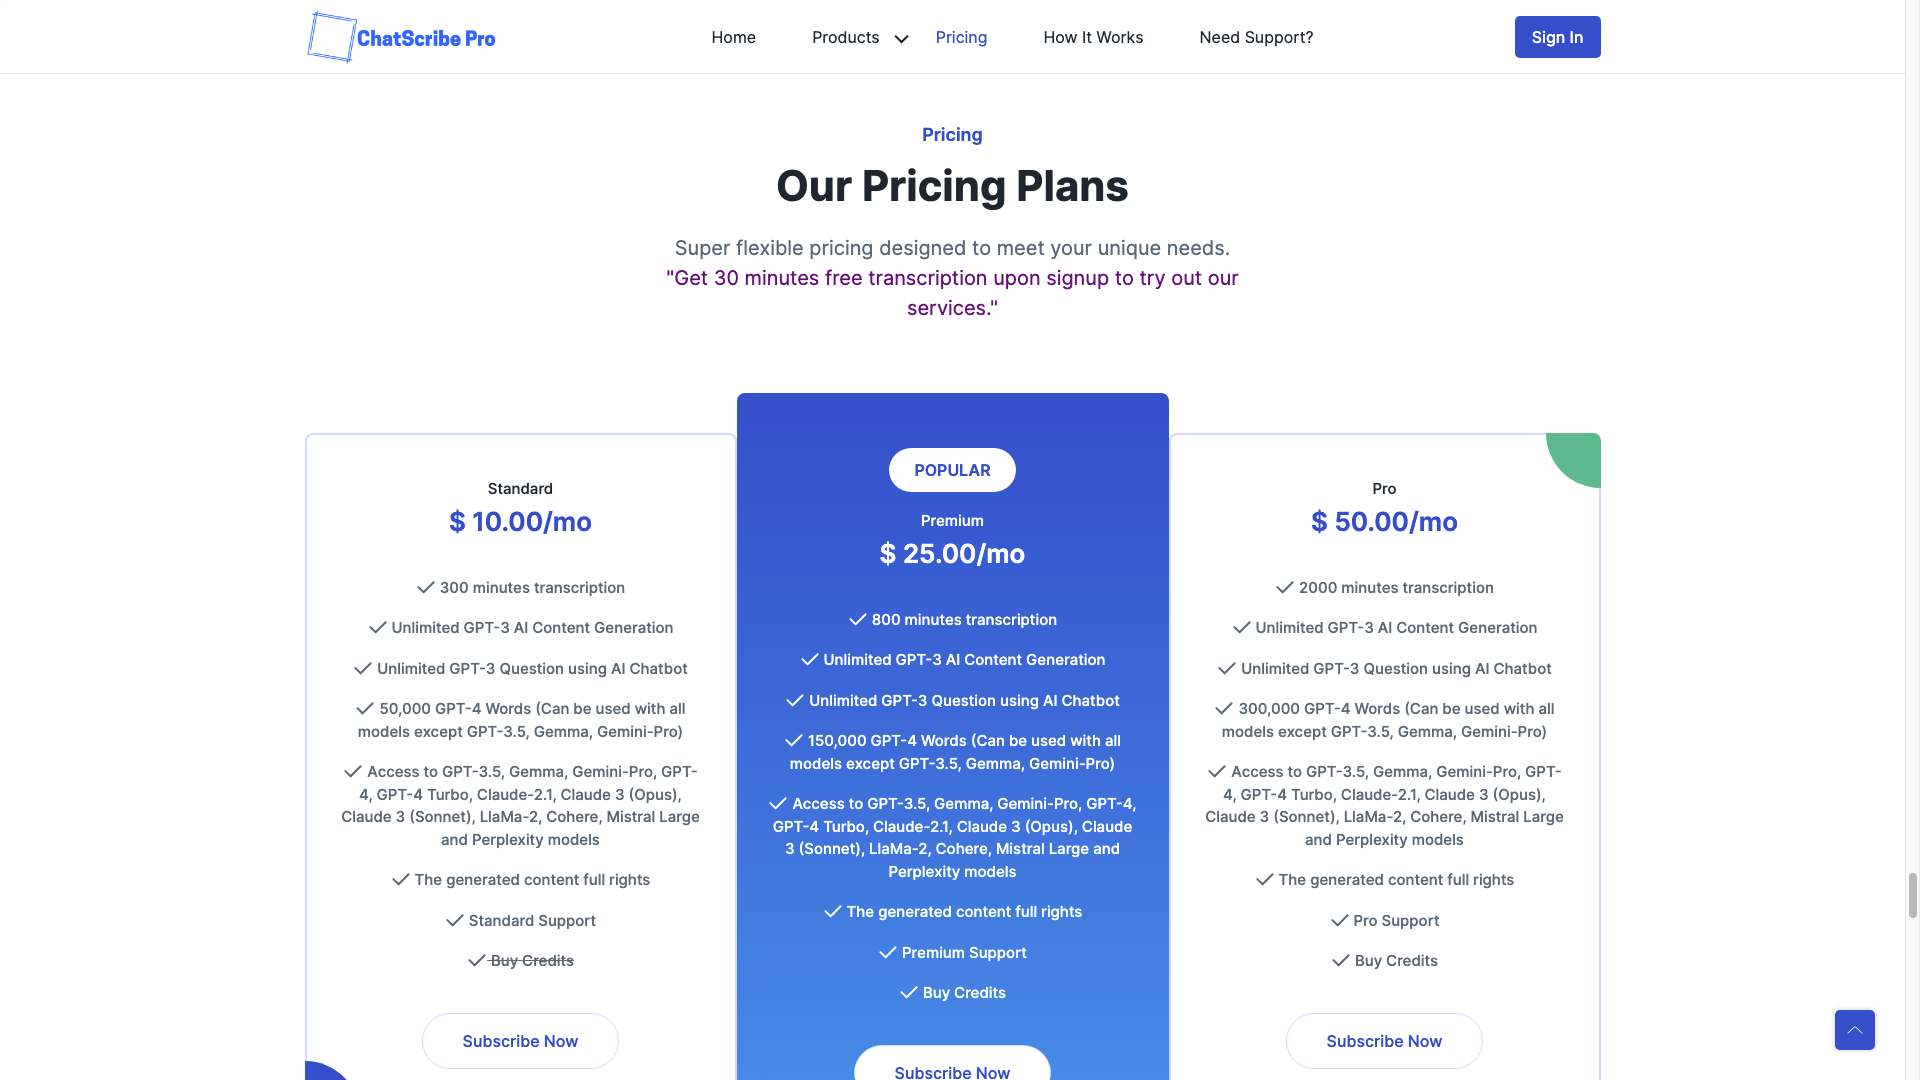 ChatScribe Pro
Home
Products
Pricing
How It Works
Need Support?
Sign In
Pricing
Our Pricing Plans
Super flexible pricing designed to meet your unique needs.
"Get 30 minutes free transcription upon signup to try out our
services."
Standard
$ 10.00/mo
300 minutes transcription
Unlimited GPT-3 AI Content Generation
Unlimited GPT-3 Question using AI Chatbot
50,000 GPT-4 Words (Can be used with all
models except GPT-3.5, Gemma, Gemini-Pro)
Access to GPT-3.5, Gemma, Gemini-Pro, GPT-
4, GPT-4 Turbo, Claude-2.1, Claude 3 (Opus),
Claude 3 (Sonnet), LlaMa-2, Cohere, Mistral Large
and Perplexity models
The generated content full rights
Standard Support
Buy Credits
Subscribe Now
POPULAR
Premium
$ 25.00/mo
800 minutes transcription
Unlimited GPT-3 AI Content Generation
Unlimited GPT-3 Question using AI Chatbot
150,000 GPT-4 Words (Can be used with all
models except GPT-3.5, Gemma, Gemini-Pro)
Access to GPT-3.5, Gemma, Gemini-Pro, GPT-4,
GPT-4 Turbo, Claude-2.1, Claude 3 (Opus), Claude
3 (Sonnet), LlaMa-2, Cohere, Mistral Large and
Perplexity models
The generated content full rights
Premium Support
Buy Credits
Subscribe Now
Pro
$ 50.00/mo
2000 minutes transcription
Unlimited GPT-3 AI Content Generation
Unlimited GPT-3 Question using AI Chatbot
300,000 GPT-4 Words (Can be used with all
models except GPT-3.5, Gemma, Gemini-Pro)
Access to GPT-3.5, Gemma, Gemini-Pro, GPT-
4, GPT-4 Turbo, Claude-2.1, Claude 3 (Opus),
Claude 3 (Sonnet), LlaMa-2, Cohere, Mistral Large
and Perplexity models
The generated content full rights
Pro Support
Buy Credits
Subscribe Now